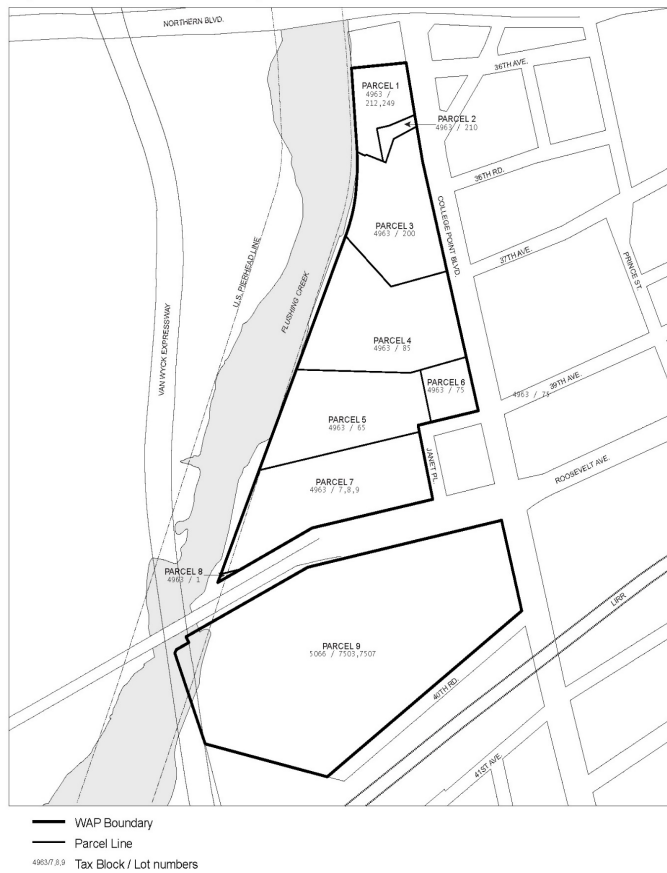 NORTHERN BLVD.
36TH AVE.
PARCEL 1
4963 /
212,249
PARCEL 2
4963 / 210
36TH RD.
COLLEGE POINT BLVD.
PARCEL 3
4963 / 200
37TH AVE.
PRINCE ST.
U.S. PIERHEAD LINE
FLUSHING CREEK
VAN WYCK EXPRESSWAY
PARCEL 4
4963 / 85
PARCEL 6
4963 / 75
4963 / 75
39TH AVE.
PARCEL 5
4963 / 65
JANET PL.
ROOSEVELT AVE.
PARCEL 7
4963 / 7,8,9
PARCEL 8
4963 / 1
LIRR
PARCEL 9
5066 / 7503,7507
40TH RD.
41ST AVE.
WAP Boundary
Parcel Line
4963/7,8,9 Tax Block / Lot numbers